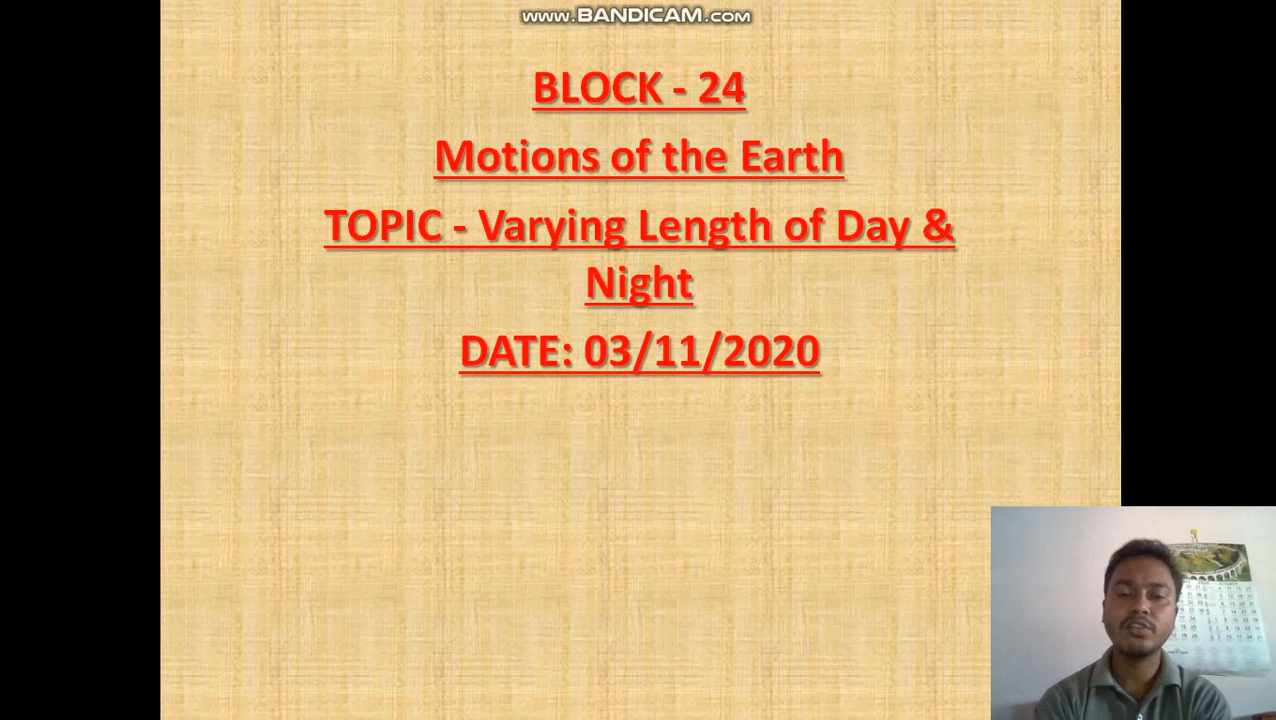 www.BANDICAM.com
BLOCK - 24
Motions of the Earth
TOPIC - Varying Length of Day &
Night
DATE: 03/11/2020